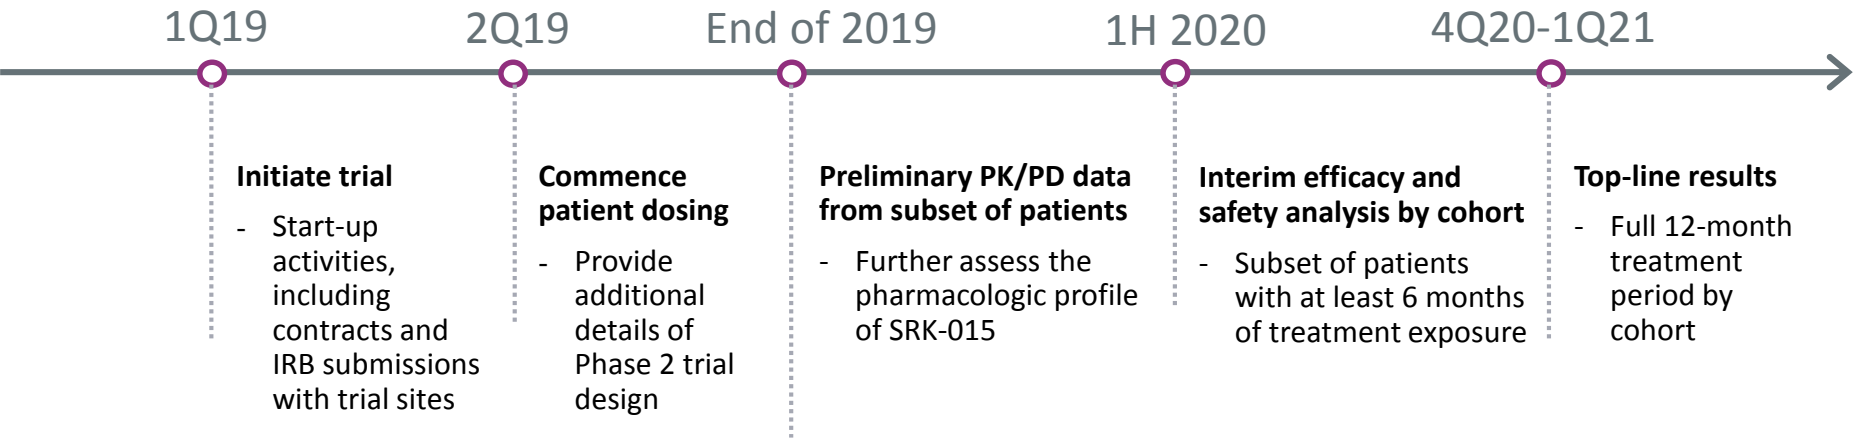 1Q19
2Q19
End of 2019
1H 2020
4Q20-1Q21
Initiate trial
- Start-up
activities,
including
contracts and
IRB submissions
with trial sites
Commence
patient dosing
- Provide
additional
details of
Phase 2 trial
design
Preliminary PK/PD data
from subset of patients
- Further assess the
pharmacologic profile
of SRK-015
Interim efficacy and
safety analysis by cohort
- Subset of patients
with at least 6 months
of treatment exposure
Top-line results
- Full 12-month
treatment
period by
cohort